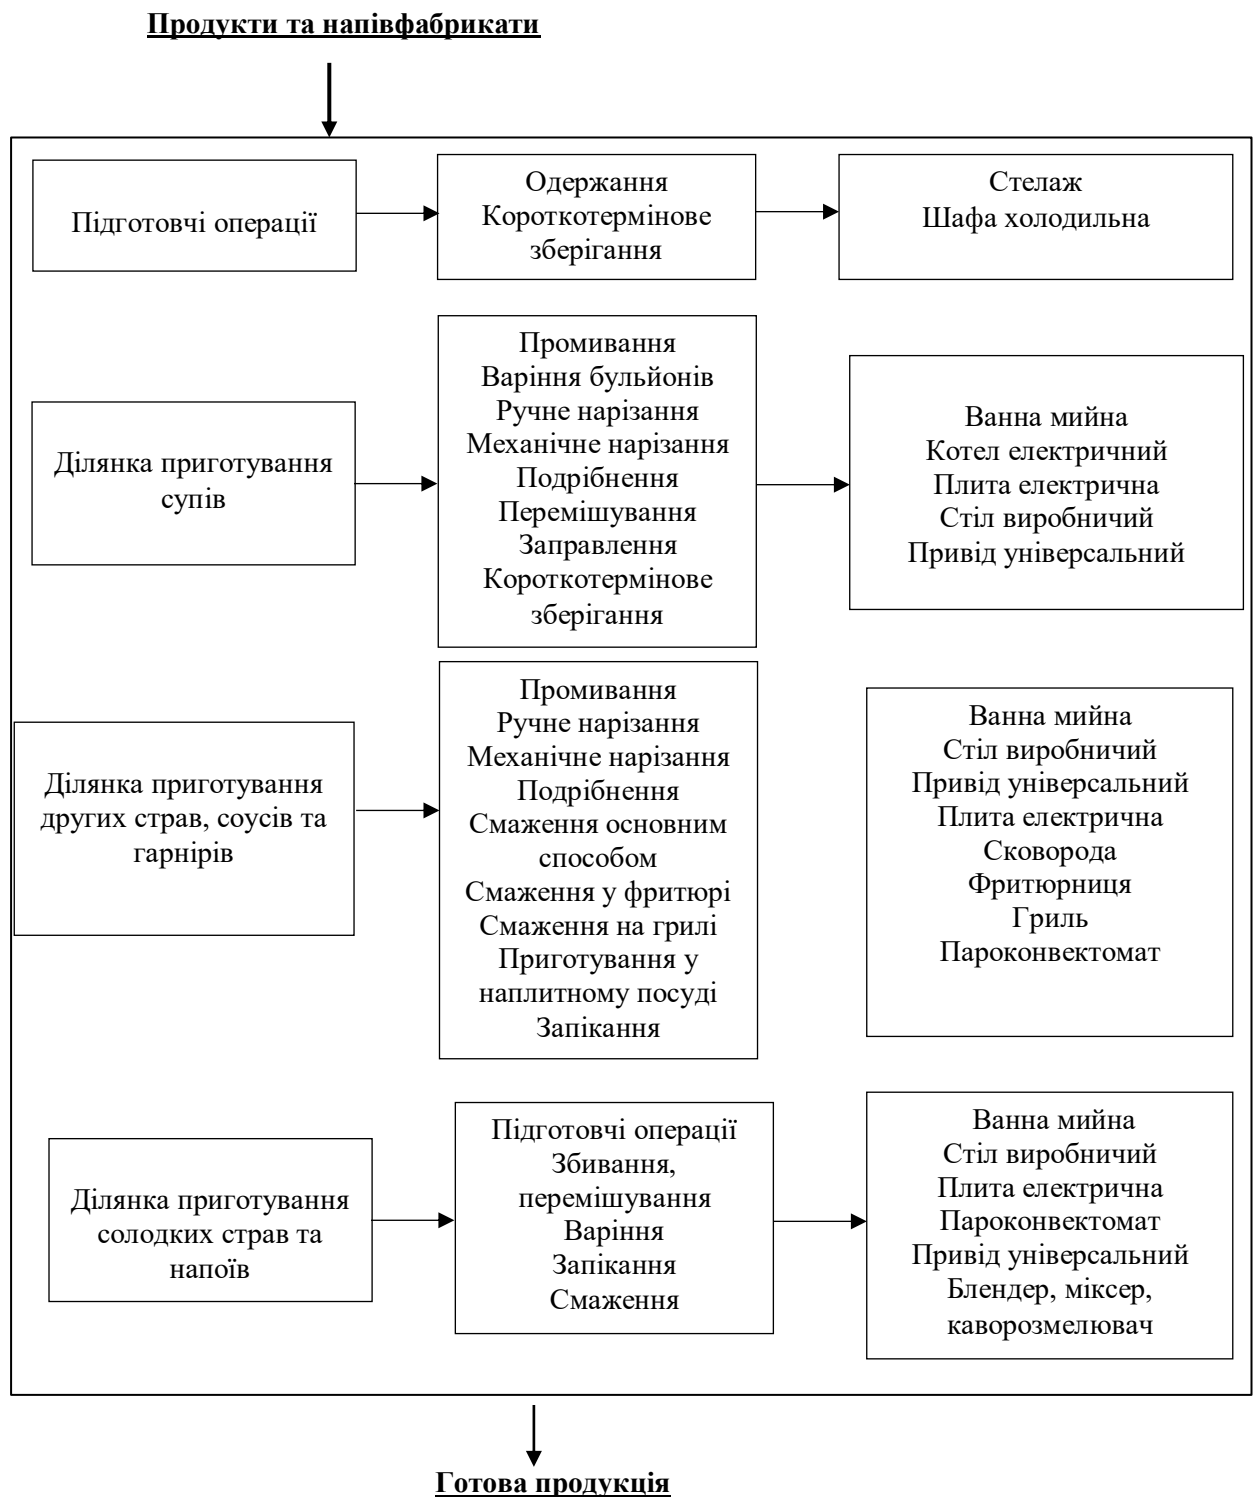 Продукти та напівфабрикати
Підготовчі операції
Одержання
Короткотермінове
зберігання
Стелаж
Шафа холодильна
Ділянка приготування
супів
Промивання
Варіння бульйонів
Ручне нарізання
Механічне нарізання
Подрібнення
Перемішування
Заправлення
Короткотермінове
зберігання
Ванна мийна
Котел електричний
Плита електрична
Стіл виробничий
Привід універсальний
Ділянка приготування
других страв, соусів та
гарнірів
Промивання
Ручне нарізання
Механічне нарізання
Подрібнення
Смаження основним
способом
Смаження у фритюрі
Смаження на грилі
Приготування у
наплитному посуді
Запікання
Ванна мийна
Стіл виробничий
Привід універсальний
Плита електрична
Сковорода
Фритюрниця
Гриль
Пароконвектомат
Ділянка приготування
солодких страв та
напоїв
Підготовчі операції
Збивання,
перемішування
Варіння
Запікання
Смаження
Ванна мийна
Стіл виробничий
Плита електрична
Пароконвектомат
Привід універсальний
Блендер, міксер,
каворозмелювач
Готова продукція